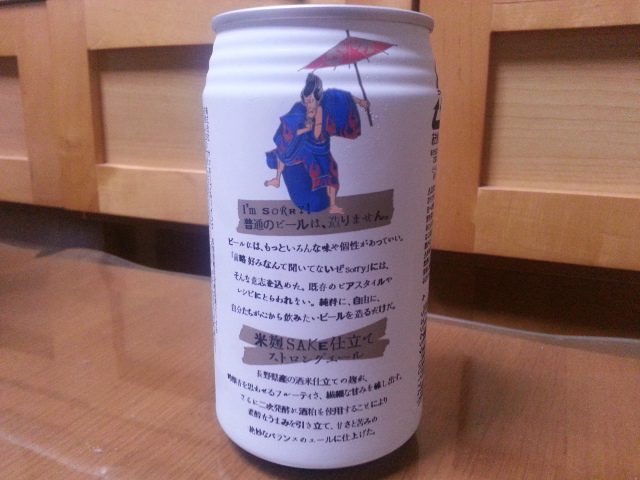 I'm SORRY!
普通のビールは、造りません。
ビールには、もっといろんな味や個性があっていい。
「前略 好みなんて聞いてないぜSorry」には、
そんな意志を込めた。既存のビアスタイルや
レシピにとらわれない。純粋に、自由に、
自分たちが心から飲みたいビールを造るだけだ。
米麹SAKE仕立て
ストロングエール
長野県産の酒米仕立ての麹が、
吟醸香を思わせるフルーティさ、繊細な甘みを醸し出す。
さらに二次発酵に酒粕を使用することにより
濃醇なうまみを引き立て、甘さと苦みの
絶妙なバランスのエールに仕上げた。